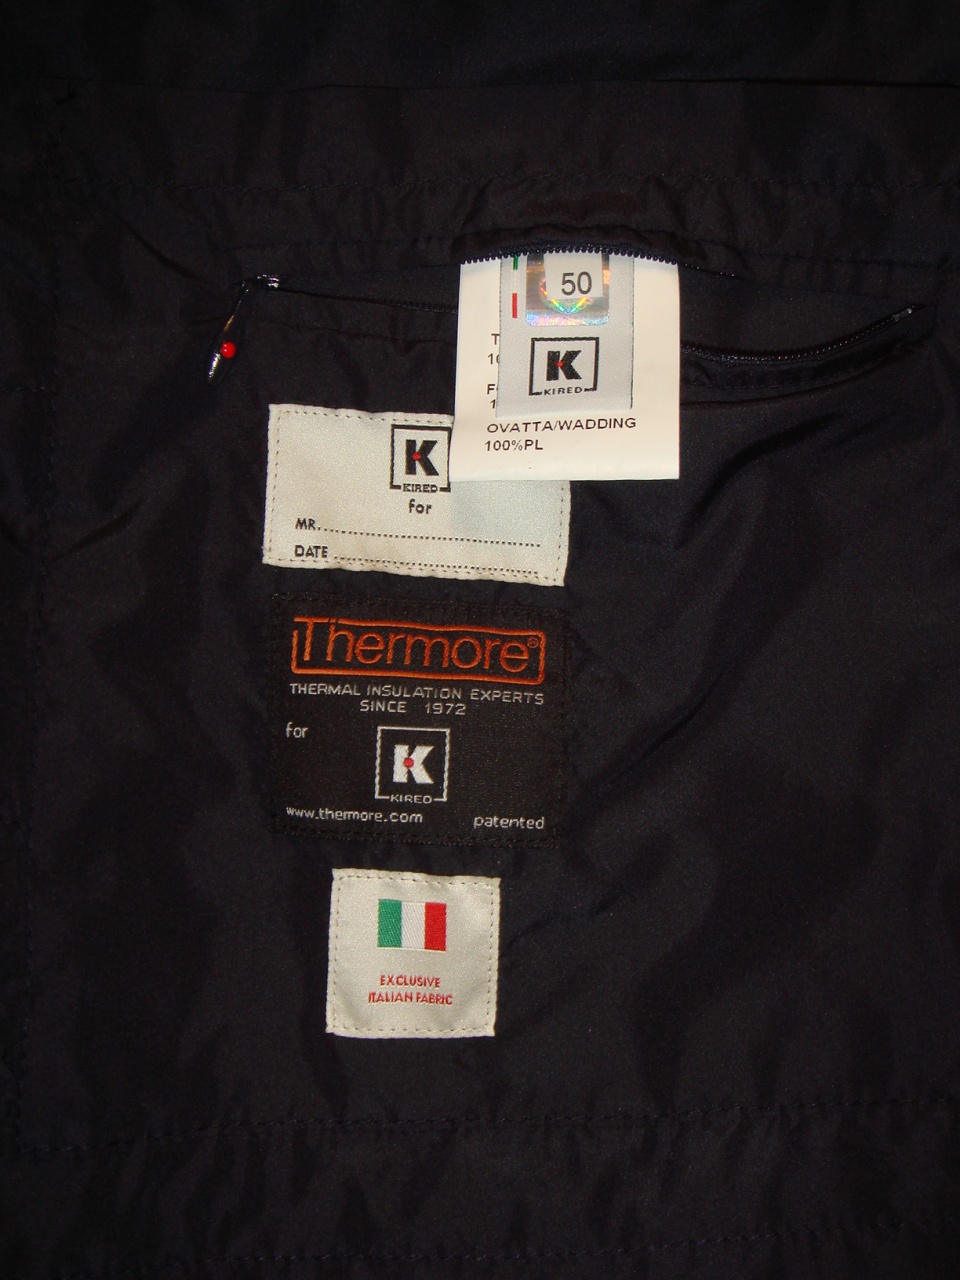 50
K
KIRED
OVATTA/WADDING
100%PL
K
KIRED
for
MR.
DATE
Thermore®
THERMAL INSULATION EXPERTS
SINCE 1972
for
K
KIRED
www.thermore.com patented
EXCLUSIVE
ITALIAN FABRIC